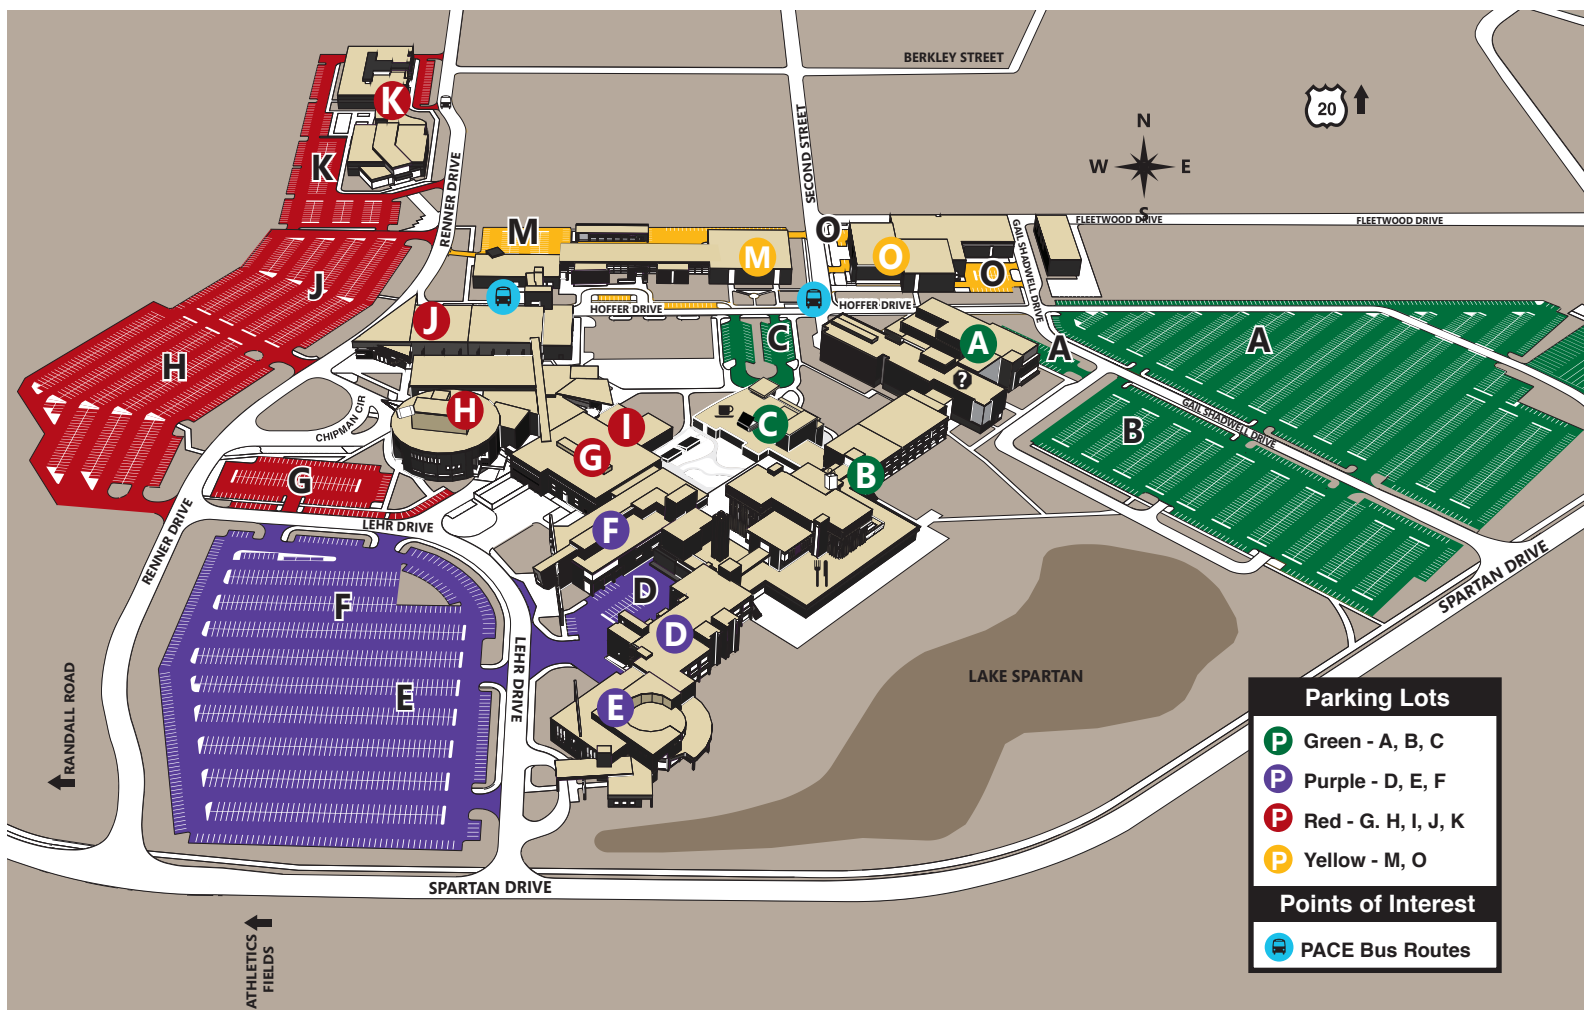 BERKLEY STREET
20
K
N
W
E
S
SECOND STREET
K
RENNER DRIVE
FLEETWOOD DRIVE
FLEETWOOD DRIVE
GAIL SHADWELL DRIVE
M
O
M
O
O
J
HOFFER DRIVE
HOFFER DRIVE
J
C
A
A
A
H
?
CHIPMAN CIR
H
I
C
GAIL SHADWELL DRIVE
B
G
G
B
LEHR DRIVE
F
RENNER DRIVE
SPARTAN DRIVE
F
D
D
LEHR DRIVE
LAKE SPARTAN
E
E
RANDALL ROAD
SPARTAN DRIVE
ATHLETICS
FIELDS
Parking Lots
P Green - A, B, C
P Purple - D, E, F
P Red - G. H, I, J, K
P Yellow - M, O
Points of Interest
PACE Bus Routes